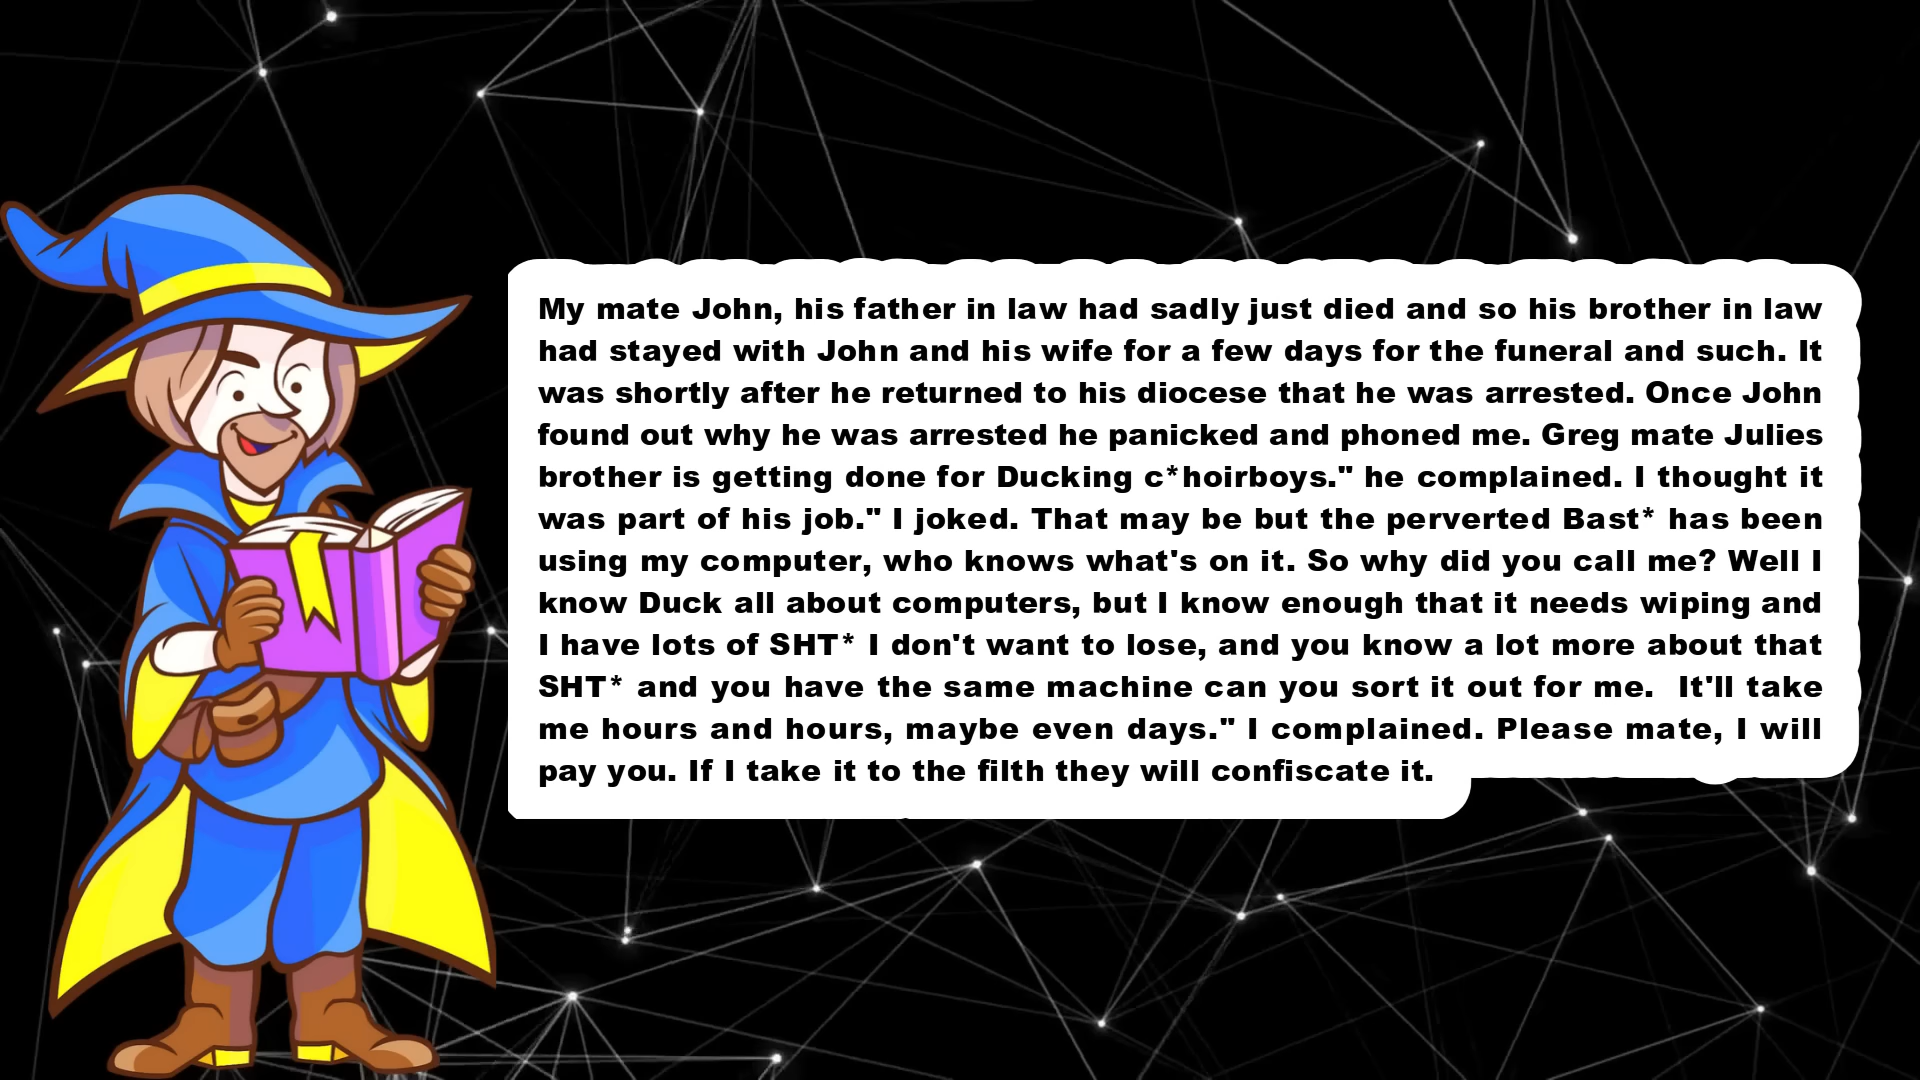 My mate John, his father in law had sadly just died and so his brother in law
had stayed with John and his wife for a few days for the funeral and such. It
was shortly after he returned to his diocese that he was arrested. Once John
found out why he was arrested he panicked and phoned me. Greg mate Julies
brother is getting done for Ducking c*hoirboys." he complained. I thought it
was part of his job." I joked. That may be but the perverted Bast* has been
using my computer, who knows what's on it. So why did you call me? Well I
know Duck all about computers, but I know enough that it needs wiping and
I have lots of SHT* I don't want to lose, and you know a lot more about that
SHT* and you have the same machine can you sort it out for me.  It'll take
me hours and hours, maybe even days." I complained. Please mate, I will
pay you. If I take it to the filth they will confiscate it.